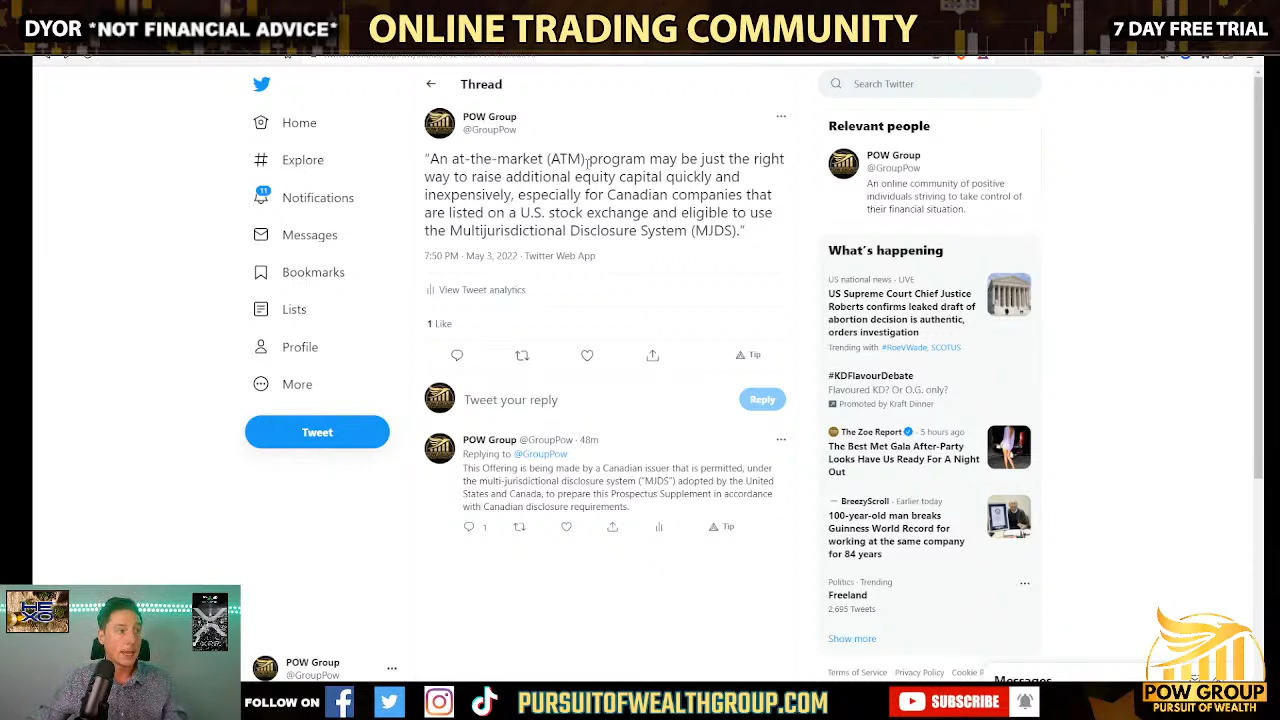 DYOR *NOT FINANCIAL ADVICE*
ONLINE TRADING COMMUNITY
7 DAY FREE TRIAL
Home
Explore
11
Notifications
Messages
Bookmarks
Lists
Profile
More
Tweet
POW Group
@GroupPow
Thread
POW Group
@GroupPow
“An at-the-market (ATM) program may be just the right
way to raise additional equity capital quickly and
inexpensively, especially for Canadian companies that
are listed on a U.S. stock exchange and eligible to use
the Multijurisdictional Disclosure System (MJDS).”
7:50 PM · May 3, 2022 · Twitter Web App
View Tweet analytics
1 Like
Tip
Tweet your reply
Reply
POW Group @GroupPow · 48m
Replying to @GroupPow
This Offering is being made by a Canadian issuer that is permitted, under
the multi-jurisdictional disclosure system (“MJDS”) adopted by the United
States and Canada, to prepare this Prospectus Supplement in accordance
with Canadian disclosure requirements.
1
Tip
Search Twitter
Relevant people
POW Group
@GroupPow
An online community of positive
individuals striving to take control of
their financial situation.
What’s happening
US national news · LIVE
US Supreme Court Chief Justice
Roberts confirms leaked draft of
abortion decision is authentic,
orders investigation
Trending with #RoeVWade, SCOTUS
#KDFlavourDebate
Flavoured KD? Or O.G. only?
Promoted by Kraft Dinner
The Zoe Report · 5 hours ago
The Best Met Gala After-Party
Looks Have Us Ready For A Night
Out
BreezyScroll · Earlier today
100-year-old man breaks
Guinness World Record for
working at the same company
for 84 years
Politics · Trending
Freeland
2,695 Tweets
Show more
Terms of Service Privacy Policy Cookie P
Messages
HEXO
FOLLOW ON
PURSUITOFWEALTHGROUP.COM
SUBSCRIBE
POW GROUP
PURSUIT OF WEALTH